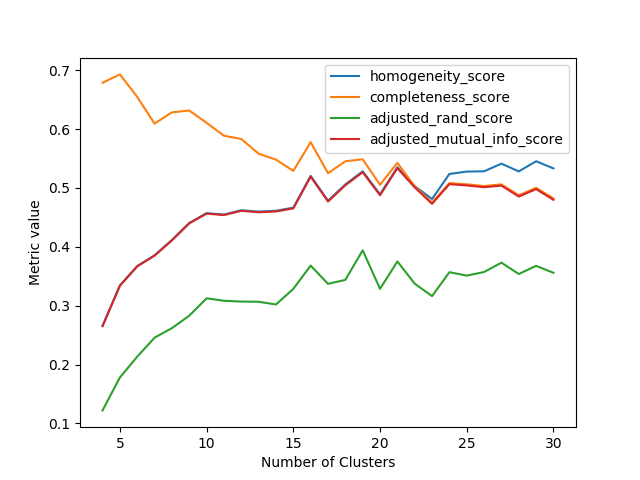 homogeneity_score
completeness_score
adjusted_rand_score
adjusted_mutual_info_score
Metric value
0.7
0.6
0.5
0.4
0.3
0.2
0.1
5 10 15 20 25 30
Number of Clusters